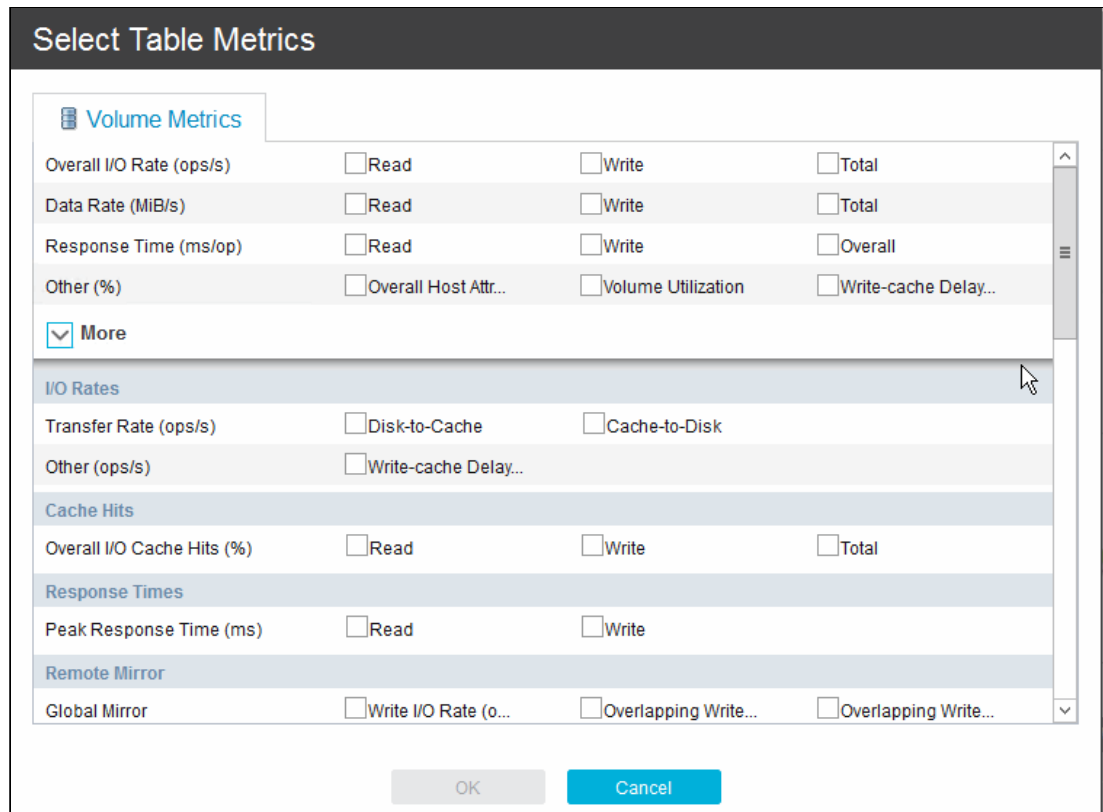 Select Table Metrics
Volume Metrics
Overall I/O Rate (ops/s) Read Write Total
Data Rate (MiB/s) Read Write Total
Response Time (ms/op) Read Write Overall
Other (%) Overall Host Attr... Volume Utilization Write-cache Delay...
More
I/O Rates
Transfer Rate (ops/s) Disk-to-Cache Cache-to-Disk
Other (ops/s) Write-cache Delay...
Cache Hits
Overall I/O Cache Hits (%) Read Write Total
Response Times
Peak Response Time (ms) Read Write
Remote Mirror
Global Mirror Write I/O Rate (o... Overlapping Write... Overlapping Write...
OK Cancel